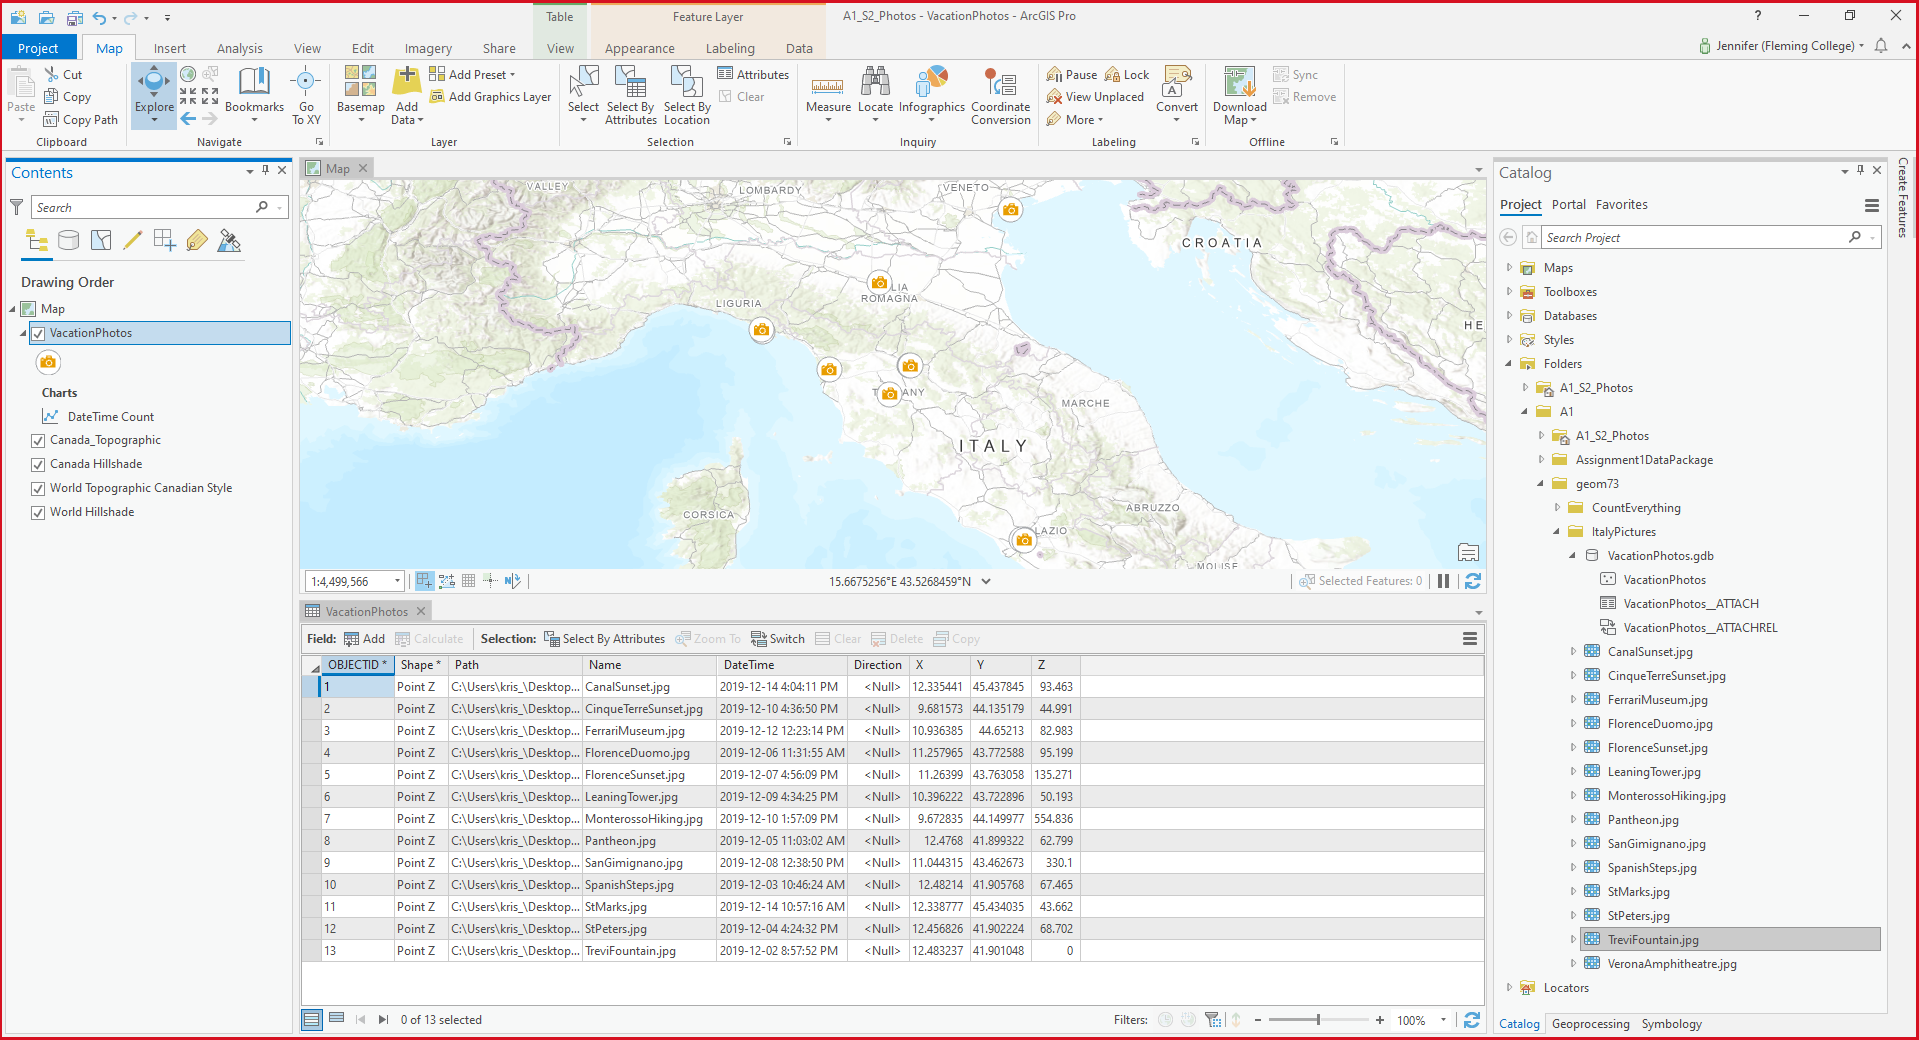 Table
Feature Layer
A1_S2_Photos - VacationPhotos - ArcGIS Pro
?
Project
Map
Insert
Analysis
View
Edit
Imagery
Share
View
Appearance
Labeling
Data
Jennifer (Fleming College)
Paste
Cut
Copy
Copy Path
Clipboard
Explore
Bookmarks
Go
To XY
Navigate
Basemap
Add
Data
Add Preset
Add Graphics Layer
Layer
Select
Select By
Attributes
Select By
Location
Attributes
Clear
Selection
Measure
Locate
Infographics
Coordinate
Conversion
Inquiry
Pause
Lock
View Unplaced
More
Convert
Labeling
Download
Map
Sync
Remove
Offline
Contents
Search
Drawing Order
Map
VacationPhotos
Charts
DateTime Count
Canada_Topographic
Canada Hillshade
World Topographic Canadian Style
World Hillshade
Map
VALLEY
LOMBARDY
VENETO
CROATIA
LIGURIA
LIA
ROMAGNA
HE
T
ANY
MARCHE
ITALY
CORSICA
ABRUZZO
LAZIO
MOLISE
1:4,499,566
15.6675256°E 43.5268459°N
Selected Features: 0
VacationPhotos
Field:
Add
Calculate
Selection:
Select By Attributes
Zoom To
Switch
Clear
Delete
Copy
OBJECTID * Shape * Path Name DateTime Direction X Y Z
1 Point Z C:\Users\kris_\Desktop... CanalSunset.jpg 2019-12-14 4:04:11 PM <Null> 12.335441 45.437845 93.463
2 Point Z C:\Users\kris_\Desktop... CinqueTerreSunset.jpg 2019-12-10 4:36:50 PM <Null> 9.681573 44.135179 44.991
3 Point Z C:\Users\kris_\Desktop... FerrariMuseum.jpg 2019-12-12 12:23:14 PM <Null> 10.936385 44.65213 82.983
4 Point Z C:\Users\kris_\Desktop... FlorenceDuomo.jpg 2019-12-06 11:31:55 AM <Null> 11.257965 43.772588 95.199
5 Point Z C:\Users\kris_\Desktop... FlorenceSunset.jpg 2019-12-07 4:56:09 PM <Null> 11.26399 43.763058 135.271
6 Point Z C:\Users\kris_\Desktop... LeaningTower.jpg 2019-12-09 4:34:25 PM <Null> 10.396222 43.722896 50.193
7 Point Z C:\Users\kris_\Desktop... MonterossoHiking.jpg 2019-12-10 1:57:09 PM <Null> 9.672835 44.149977 554.836
8 Point Z C:\Users\kris_\Desktop... Pantheon.jpg 2019-12-05 11:03:02 AM <Null> 12.4768 41.899322 62.799
9 Point Z C:\Users\kris_\Desktop... SanGimignano.jpg 2019-12-08 12:38:50 PM <Null> 11.044315 43.462673 330.1
10 Point Z C:\Users\kris_\Desktop... SpanishSteps.jpg 2019-12-03 10:46:24 AM <Null> 12.48214 41.905768 67.465
11 Point Z C:\Users\kris_\Desktop... StMarks.jpg 2019-12-14 10:57:16 AM <Null> 12.338777 45.434035 43.662
12 Point Z C:\Users\kris_\Desktop... StPeters.jpg 2019-12-04 4:24:32 PM <Null> 12.456826 41.902224 68.702
13 Point Z C:\Users\kris_\Desktop... TreviFountain.jpg 2019-12-02 8:57:52 PM <Null> 12.483237 41.901048 0
0 of 13 selected
Filters:
100%
Catalog
Project
Portal
Favorites
Search Project
Maps
Toolboxes
Databases
Styles
Folders
A1_S2_Photos
A1
A1_S2_Photos
Assignment1DataPackage
geom73
CountEverything
ItalyPictures
VacationPhotos.gdb
VacationPhotos
VacationPhotos__ATTACH
VacationPhotos__ATTACHREL
CanalSunset.jpg
CinqueTerreSunset.jpg
FerrariMuseum.jpg
FlorenceDuomo.jpg
FlorenceSunset.jpg
LeaningTower.jpg
MonterossoHiking.jpg
Pantheon.jpg
SanGimignano.jpg
SpanishSteps.jpg
StMarks.jpg
StPeters.jpg
TreviFountain.jpg
VeronaAmphitheatre.jpg
Locators
Catalog
Geoprocessing
Symbology
Create Features